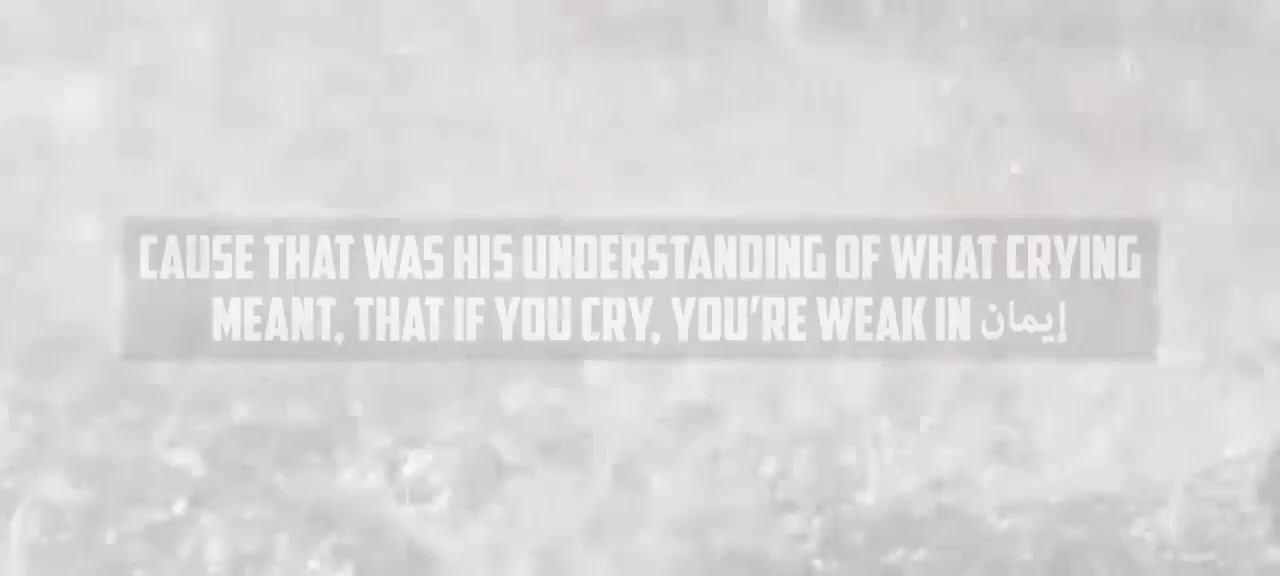 CAUSE THAT WAS HIS UNDERSTANDING OF WHAT CRYING
MEANT, THAT IF YOU CRY, YOU'RE WEAK IN إيمان